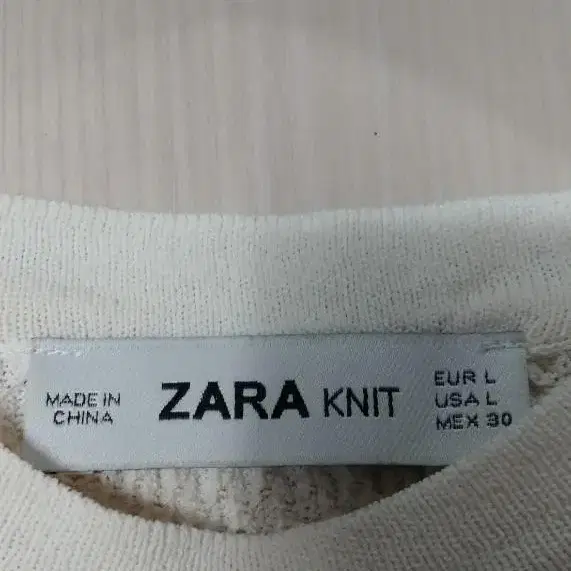 MADE IN
CHINA
ZARA KNIT
EUR L
USA L
MEX 30